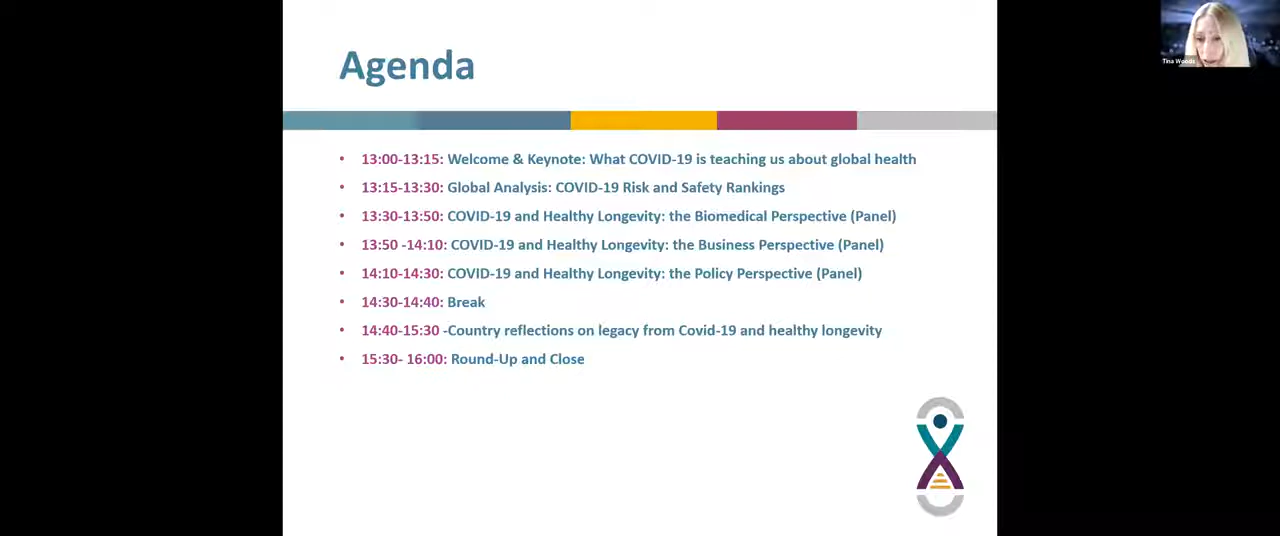 Agenda
• 13:00-13:15: Welcome & Keynote: What COVID-19 is teaching us about global health
• 13:15-13:30: Global Analysis: COVID-19 Risk and Safety Rankings
• 13:30-13:50: COVID-19 and Healthy Longevity: the Biomedical Perspective (Panel)
• 13:50 -14:10: COVID-19 and Healthy Longevity: the Business Perspective (Panel)
• 14:10-14:30: COVID-19 and Healthy Longevity: the Policy Perspective (Panel)
• 14:30-14:40: Break
• 14:40-15:30 -Country reflections on legacy from Covid-19 and healthy longevity
• 15:30- 16:00: Round-Up and Close
Tina Woods